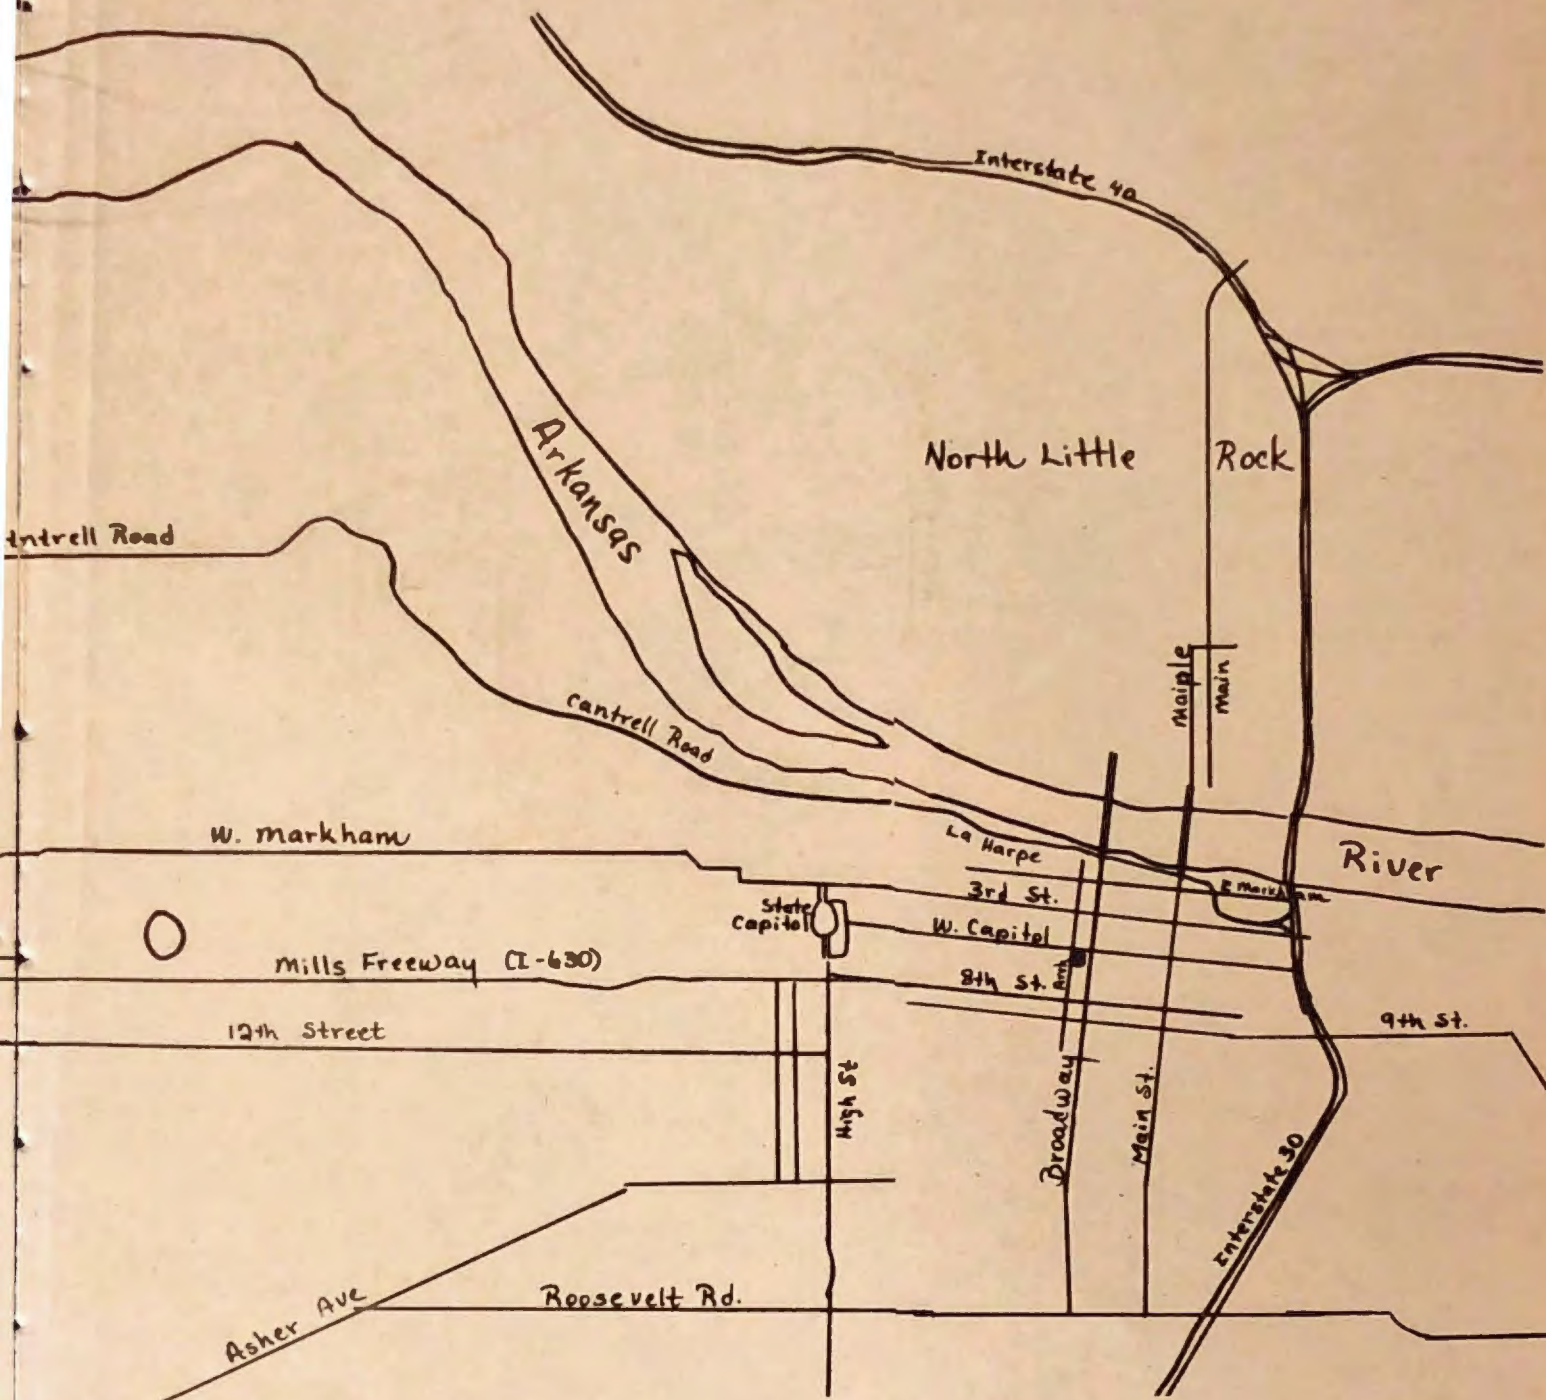 Interstate 40
North Little Rock
Arkansas
ntrell Road
Maiple
Main
Cantrell Road
W. Markham
La Harpe
River
E Markham
3rd St.
State
Capitol
W. Capitol
Mills Freeway (I-630)
8th St.
Arch
9th St.
12th Street
High St
Broadway
Main St.
Interstate 30
Roosevelt Rd.
Asher Ave